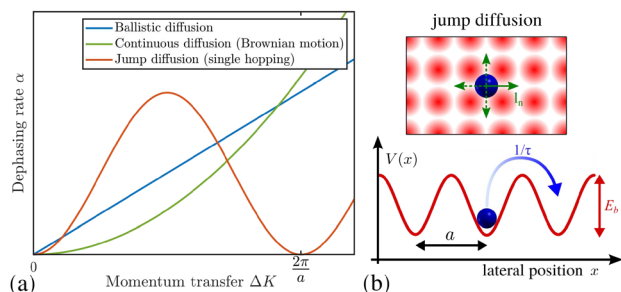 Ballistic diffusion
Continuous diffusion (Brownian motion)
Jump diffusion (single hopping)
Dephasing rate α
0
2π
a
Momentum transfer ΔK
(a)
jump diffusion
l_n
V(x)
1/τ
E_b
a
lateral position x
(b)